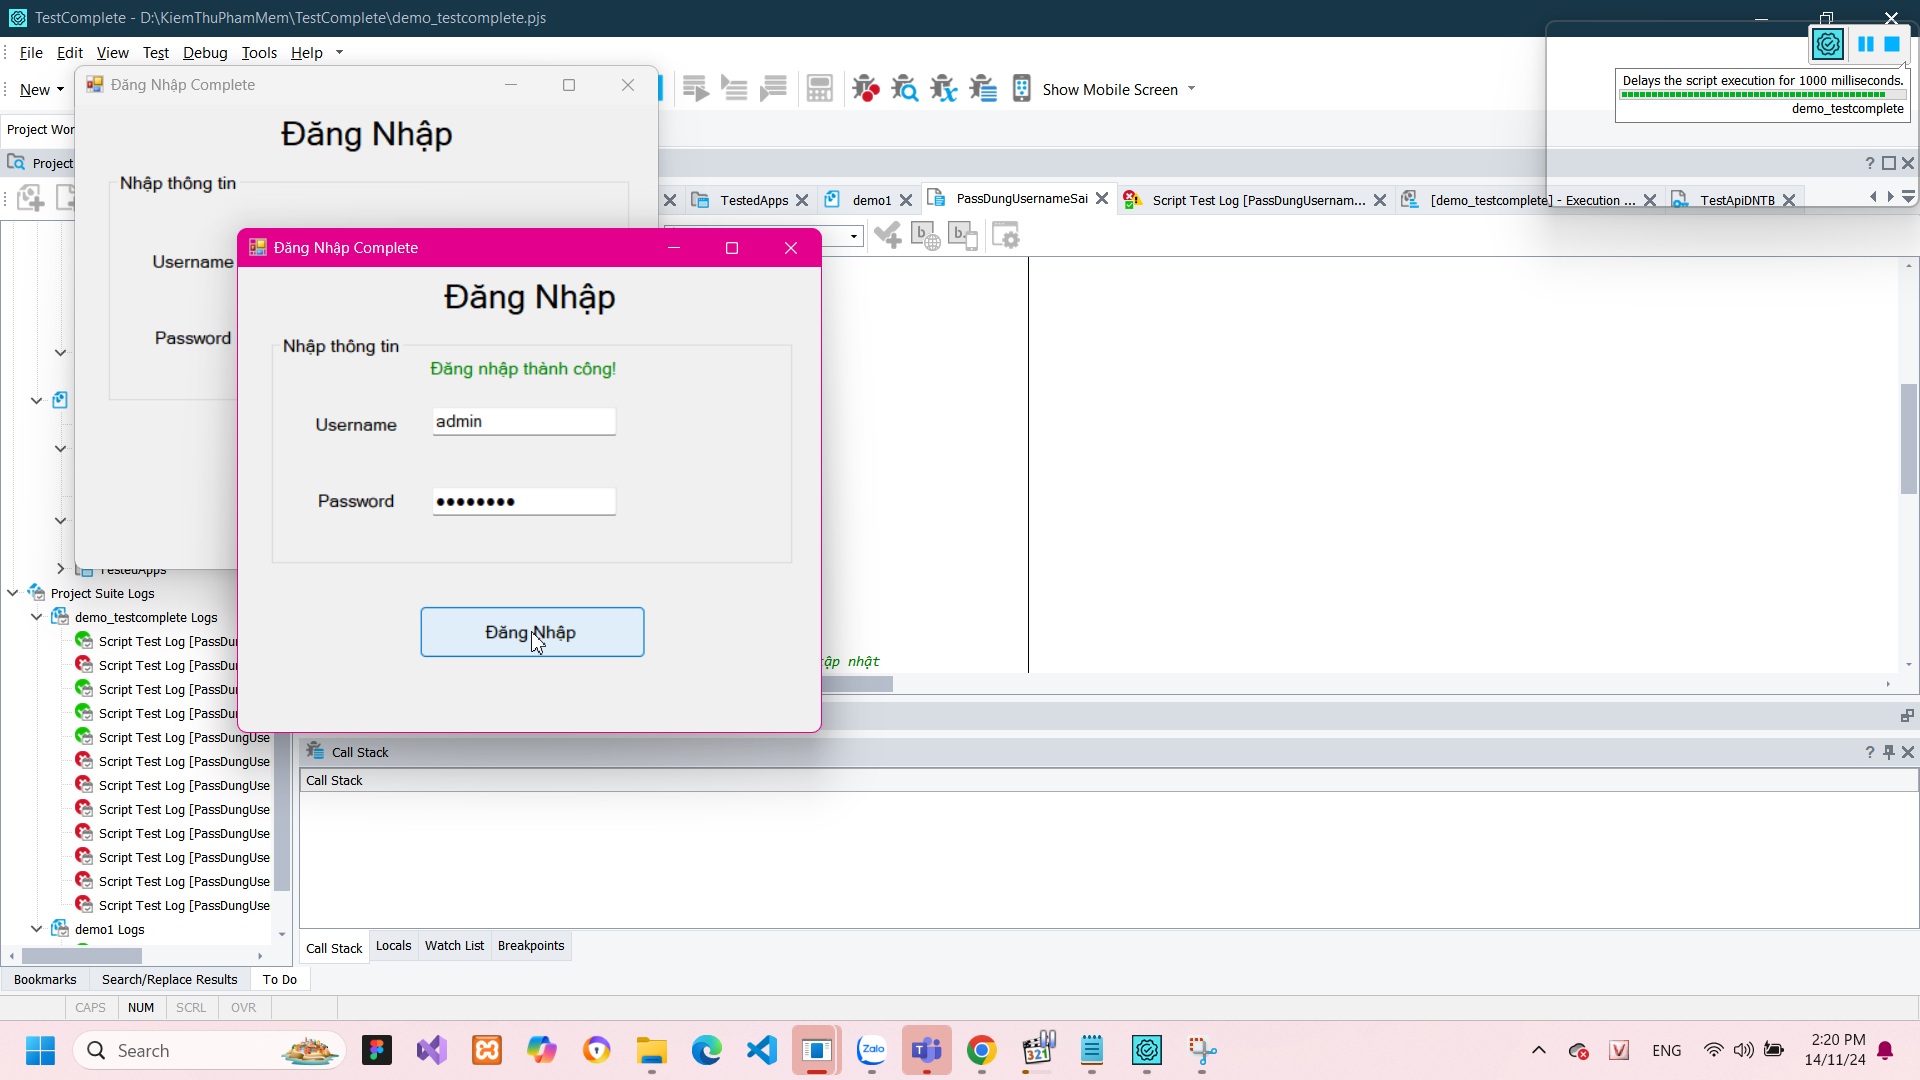 TestComplete - D:\KiemThuPhamMem\TestComplete\demo_testcomplete.pjs
File Edit View Test Debug Tools Help
Delays the script execution for 1000 milliseconds.
demo_testcomplete
New
Show Mobile Screen
Đăng Nhập Complete
Đăng Nhập
Nhập thông tin
Username
Password
Project Wor
Project
TestedApps
demo1
PassDungUsernameSai
Script Test Log [PassDungUsernam...
[demo_testcomplete] - Execution ...
TestApiDNTB
Đăng Nhập Complete
Đăng Nhập
Nhập thông tin
Đăng nhập thành công!
Username
admin
Password
Đăng Nhập
nhật
TestedApps
Project Suite Logs
demo_testcomplete Logs
Script Test Log [PassDun
Script Test Log [PassDu
Script Test Log [PassDu
Script Test Log [PassDu
Script Test Log [PassDungUse
Script Test Log [PassDungUse
Script Test Log [PassDungUse
Script Test Log [PassDungUse
Script Test Log [PassDungUse
Script Test Log [PassDungUse
Script Test Log [PassDungUse
Script Test Log [PassDungUse
demo1 Logs
Call Stack
Call Stack
Call Stack Locals Watch List Breakpoints
Bookmarks Search/Replace Results To Do
CAPS NUM SCRL OVR
Search
Zalo
321
ENG
2:20 PM
14/11/24